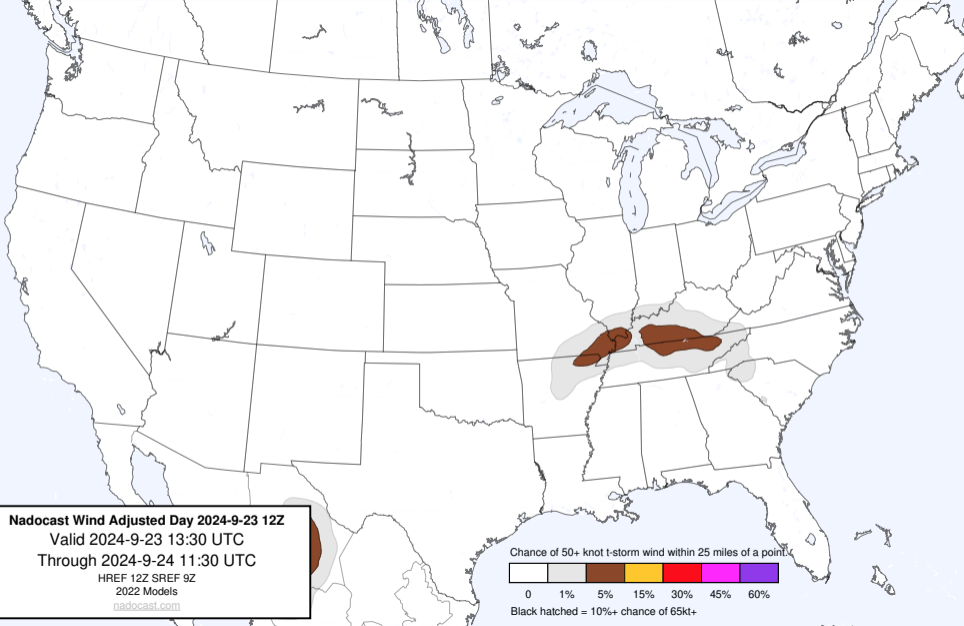 Nadocast Wind Adjusted Day 2024-9-23 12Z
Valid 2024-9-23 13:30 UTC
Through 2024-9-24 11:30 UTC
HREF 12Z SREF 9Z
2022 Models
nadocast.com
Chance of 50+ knot t-storm wind within 25 miles of a point.
0 1% 5% 15% 30% 45% 60%
Black hatched = 10%+ chance of 65kt+